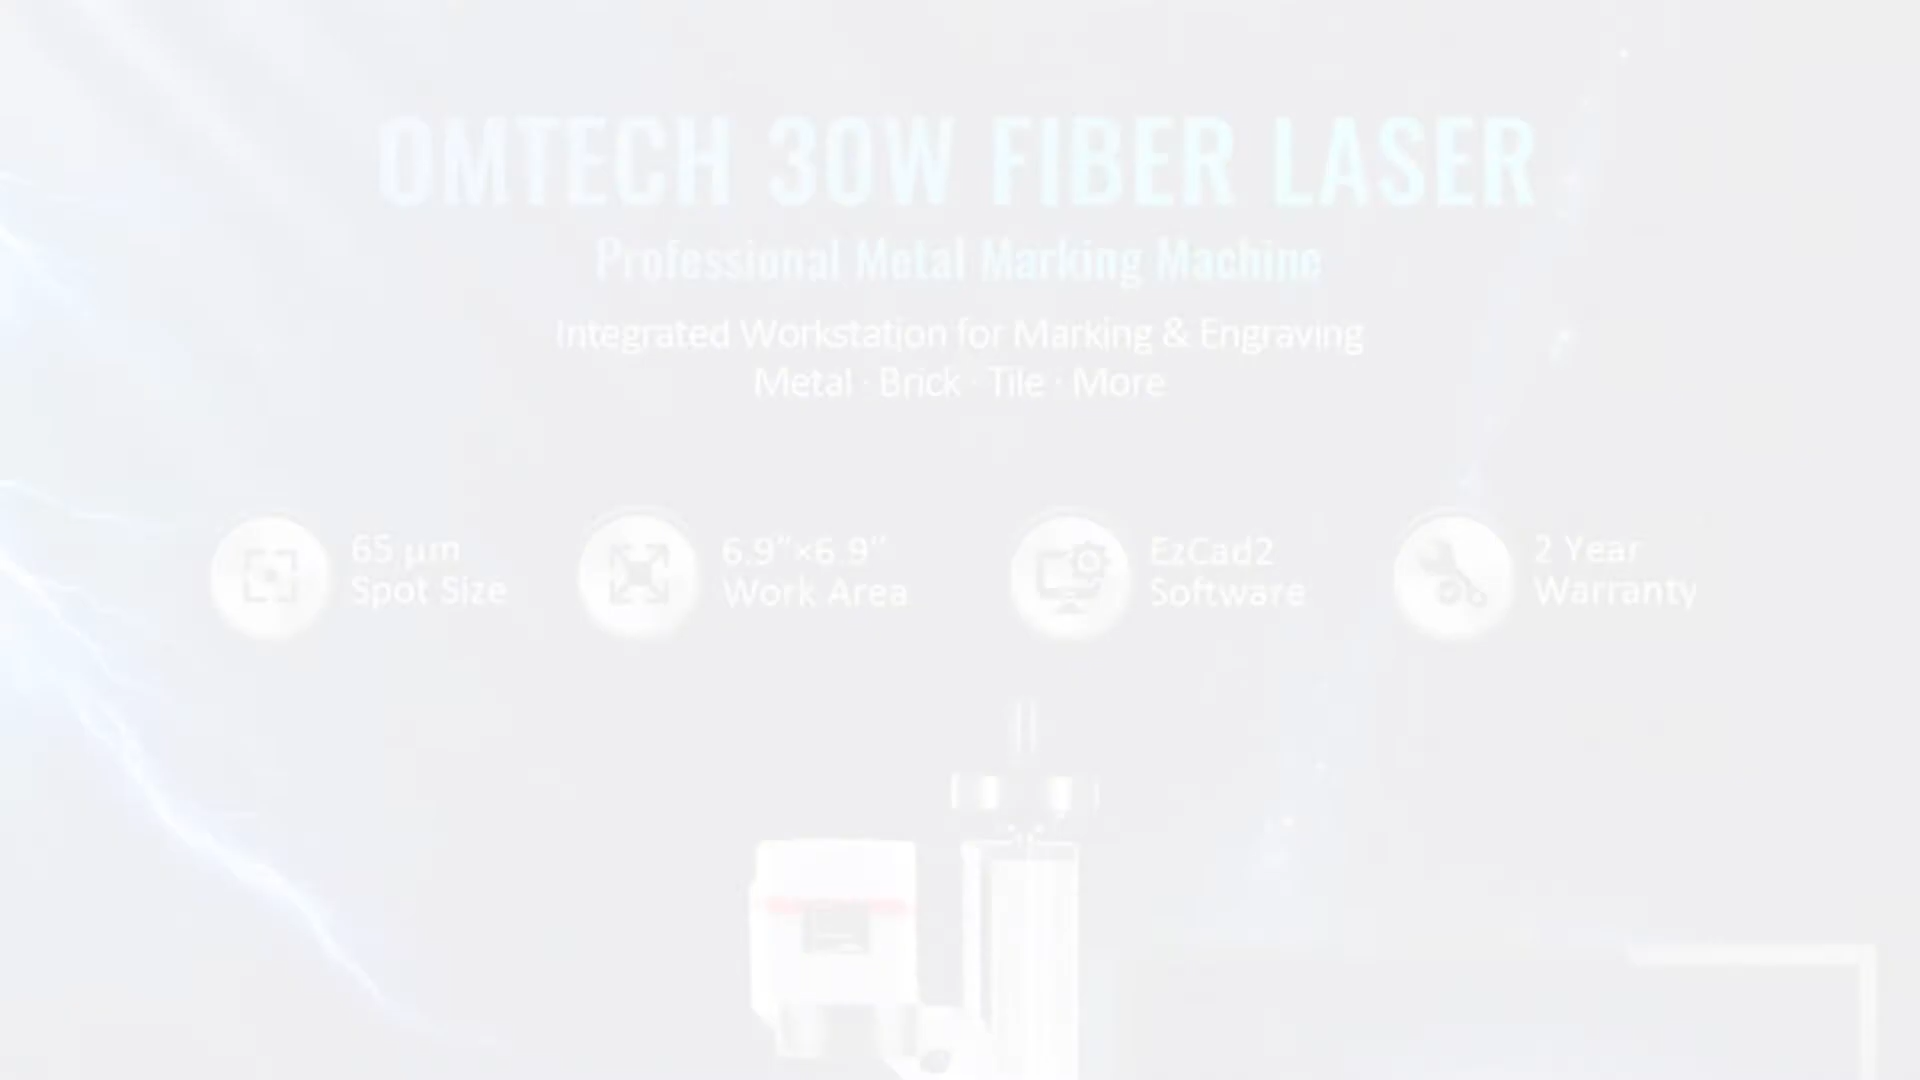 OMTECH 30W FIBER LASER
Professional Metal Marking Machine
Integrated Workstation for Marking & Engraving
Metal · Brick · Tile · More
65 µm
Spot Size
6.9"×6.9"
Work Area
EzCad2
Software
2 Year
Warranty